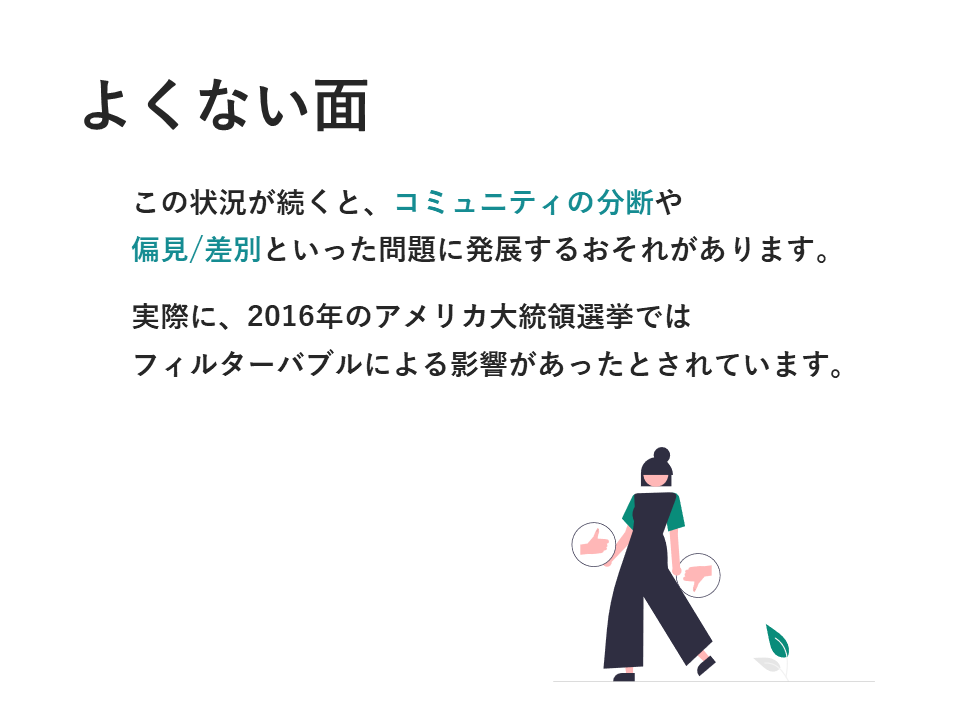 よくない面
この状況が続くと、コミュニティの分断や
偏見/差別といった問題に発展するおそれがあります。
実際に、2016年のアメリカ大統領選挙では
フィルターバブルによる影響があったとされています。